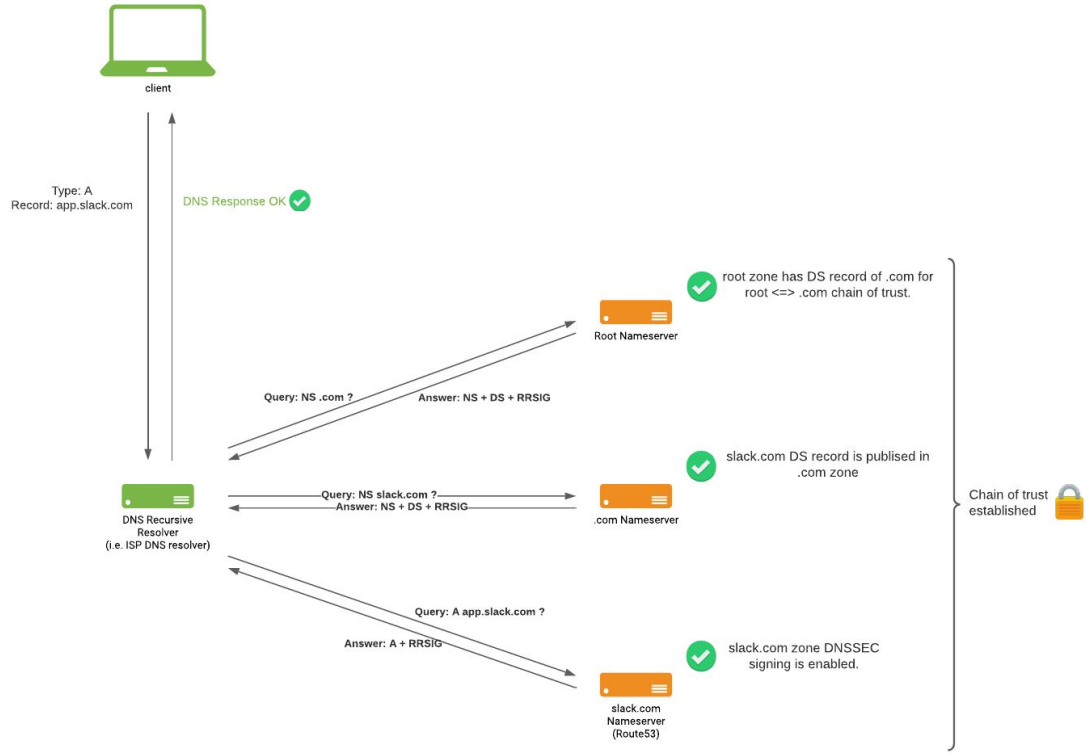 client
Type: A
Record: app.slack.com
DNS Response OK
root zone has DS record of .com for
root <=> .com chain of trust.
Root Nameserver
Query: NS .com ?
Answer: NS + DS + RRSIG
slack.com DS record is publised in
.com zone
Query: NS slack.com ?
Answer: NS + DS + RRSIG
.com Nameserver
Chain of trust
established
DNS Recursive
Resolver
(i.e. ISP DNS resolver)
Query: A app.slack.com ?
Answer: A + RRSIG
slack.com zone DNSSEC
signing is enabled.
slack.com
Nameserver
(Route53)